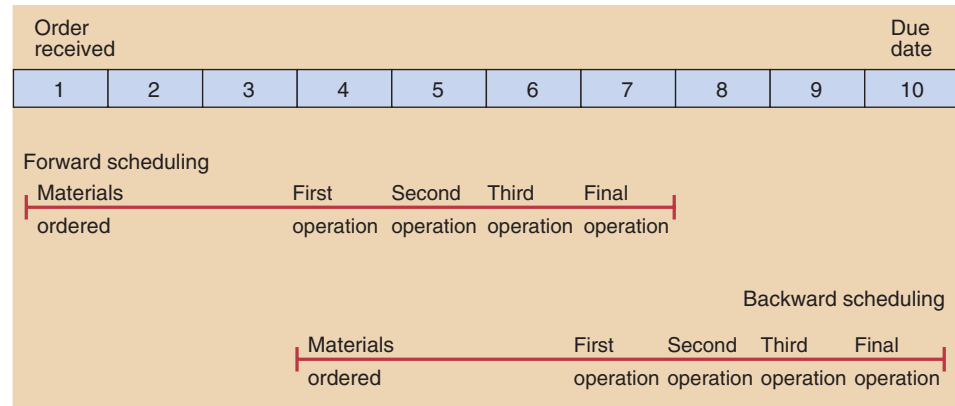 Order Due
received date
1 2 3 4 5 6 7 8 9 10
Forward scheduling
Materials First Second Third Final
ordered operation operation operation operation
Backward scheduling
Materials First Second Third Final
ordered operation operation operation operation